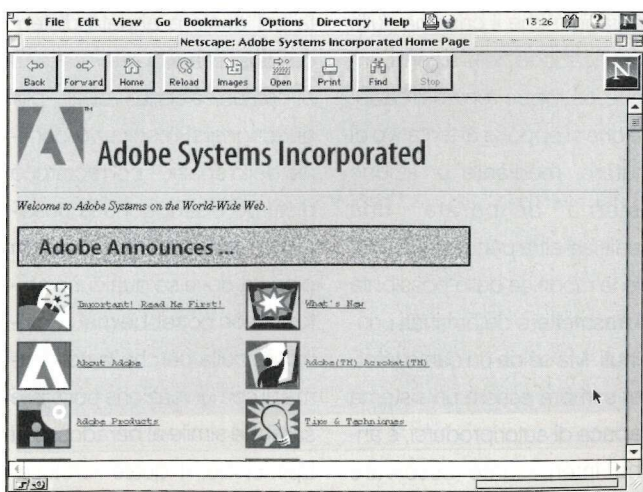 File Edit View Go Bookmarks Options Directory Help 13:26
Netscape: Adobe Systems Incorporated Home Page
Back Forward Home Reload Images Open Print Find Stop
N
TM
Adobe Systems Incorporated
Welcome to Adobe Systems on the World-Wide Web.
Adobe Announces ...
Important! Read Me First! What's New
About Adobe Adobe(TM) Acrobat(TM)
Adobe Products Tips & Techniques